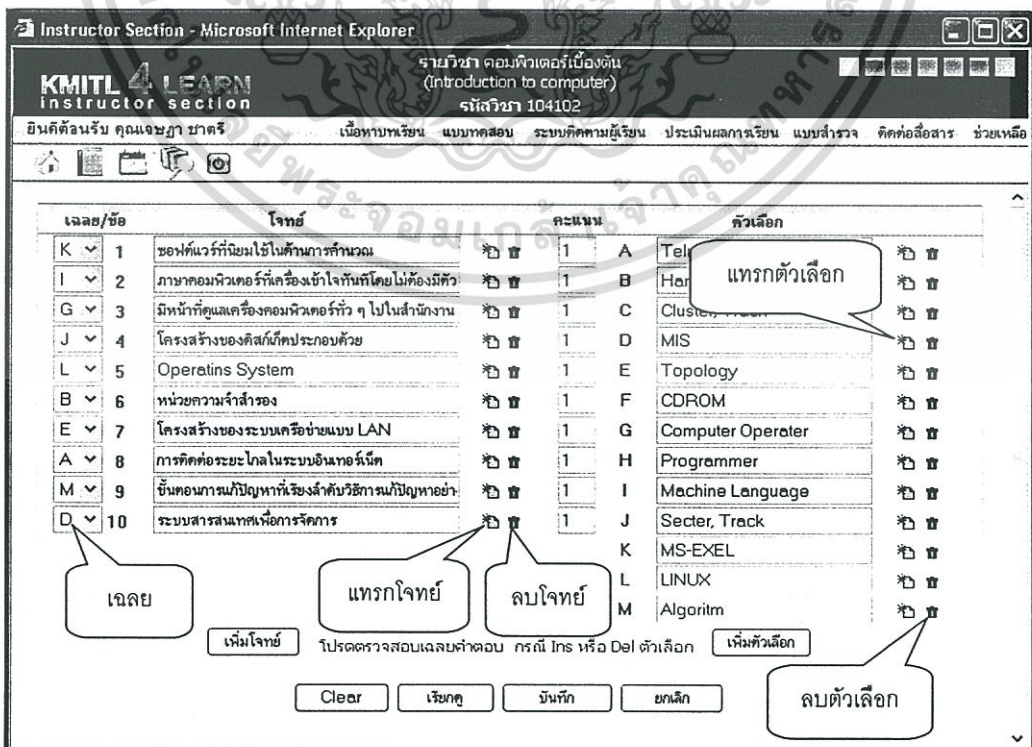 Instructor Section - Microsoft Internet Explorer
KMITL 4 LEARN
instructor section
รายวิชา คอมพิวเตอร์เบื้องต้น
(Introduction to computer)
รหัสวิชา 104102
ยินดีต้อนรับ คุณเจษฎา ชาตรี เนื้อหาบทเรียน แบบทดสอบ ระบบติดตามผู้เรียน ประเมินผลการเรียน แบบสำรวจ ติดต่อสื่อสาร ช่วยเหลือ
พระจอมเกล้าเจ้าคุณทหาร
เฉลย/ข้อ โจทย์ คะแนน ตัวเลือก
K 1 ซอฟต์แวร์ที่นิยมใช้ในด้านการคำนวณ 1 A
แทรกตัวเลือก
I 2 ภาษาคอมพิวเตอร์ที่เครื่องเข้าใจทันทีโดยไม่ต้องมีตัว 1 B
G 3 มีหน้าที่ดูแลเครื่องคอมพิวเตอร์ทั่ว ๆ ไปในสำนักงาน 1 C
J 4 โครงสร้างของดิสก์เก็ตประกอบด้วย 1 D MIS
L 5 Operatins System 1 E Topology
B 6 หน่วยความจำสำรอง 1 F CDROM
E 7 โครงสร้างของระบบเครือข่ายแบบ LAN 1 G Computer Operater
A 8 การติดต่อระยะไกลในระบบอินเทอร์เน็ต 1 H Programmer
M 9 ขั้นตอนการแก้ปัญหาที่เรียงลำดับวิธีการแก้ปัญหาอย่า 1 I Machine Language
D 10 ระบบสารสนเทศเพื่อการจัดการ 1 J Secter, Track
K MS-EXEL
L LINUX
M Algoritm
เฉลย
แทรกโจทย์
ลบโจทย์
เพิ่มโจทย์ โปรดตรวจสอบเฉลยคำตอบ กรณี Ins หรือ Del ตัวเลือก เพิ่มตัวเลือก
Clear เรียกดู บันทึก ยกเลิก
ลบตัวเลือก